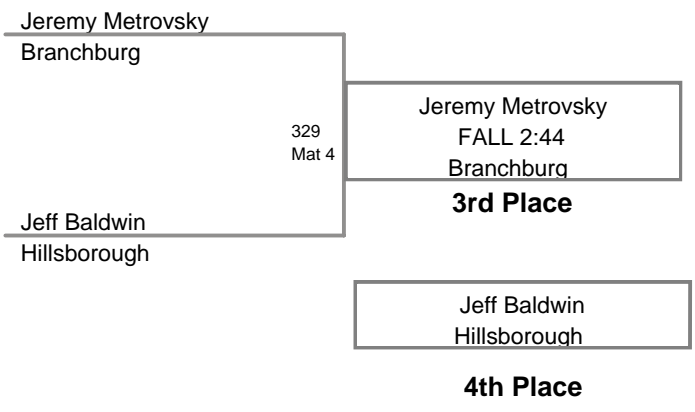 Jeremy Metrovsky
Branchburg
329
Mat 4
Jeremy Metrovsky
FALL 2:44
Branchburg
3rd Place
Jeff Baldwin
Hillsborough
Jeff Baldwin
Hillsborough
4th Place